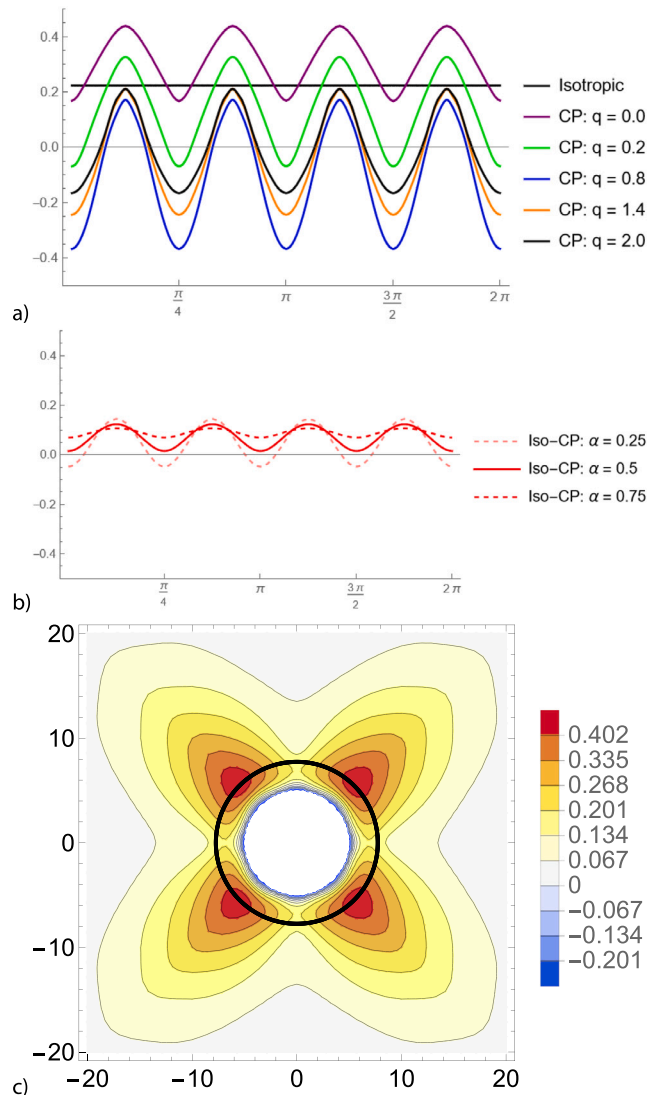 0.4
0.2
0.0
−0.2
−0.4
π/4
π
3π/2
2π
Isotropic
CP: q = 0.0
CP: q = 0.2
CP: q = 0.8
CP: q = 1.4
CP: q = 2.0
a)
0.4
0.2
0.0
−0.2
−0.4
π/4
π
3π/2
2π
Iso−CP: α = 0.25
Iso−CP: α = 0.5
Iso−CP: α = 0.75
b)
20
10
0
−10
−20
−20
−10
0
10
20
0.402
0.335
0.268
0.201
0.134
0.067
0
−0.067
−0.134
−0.201
c)